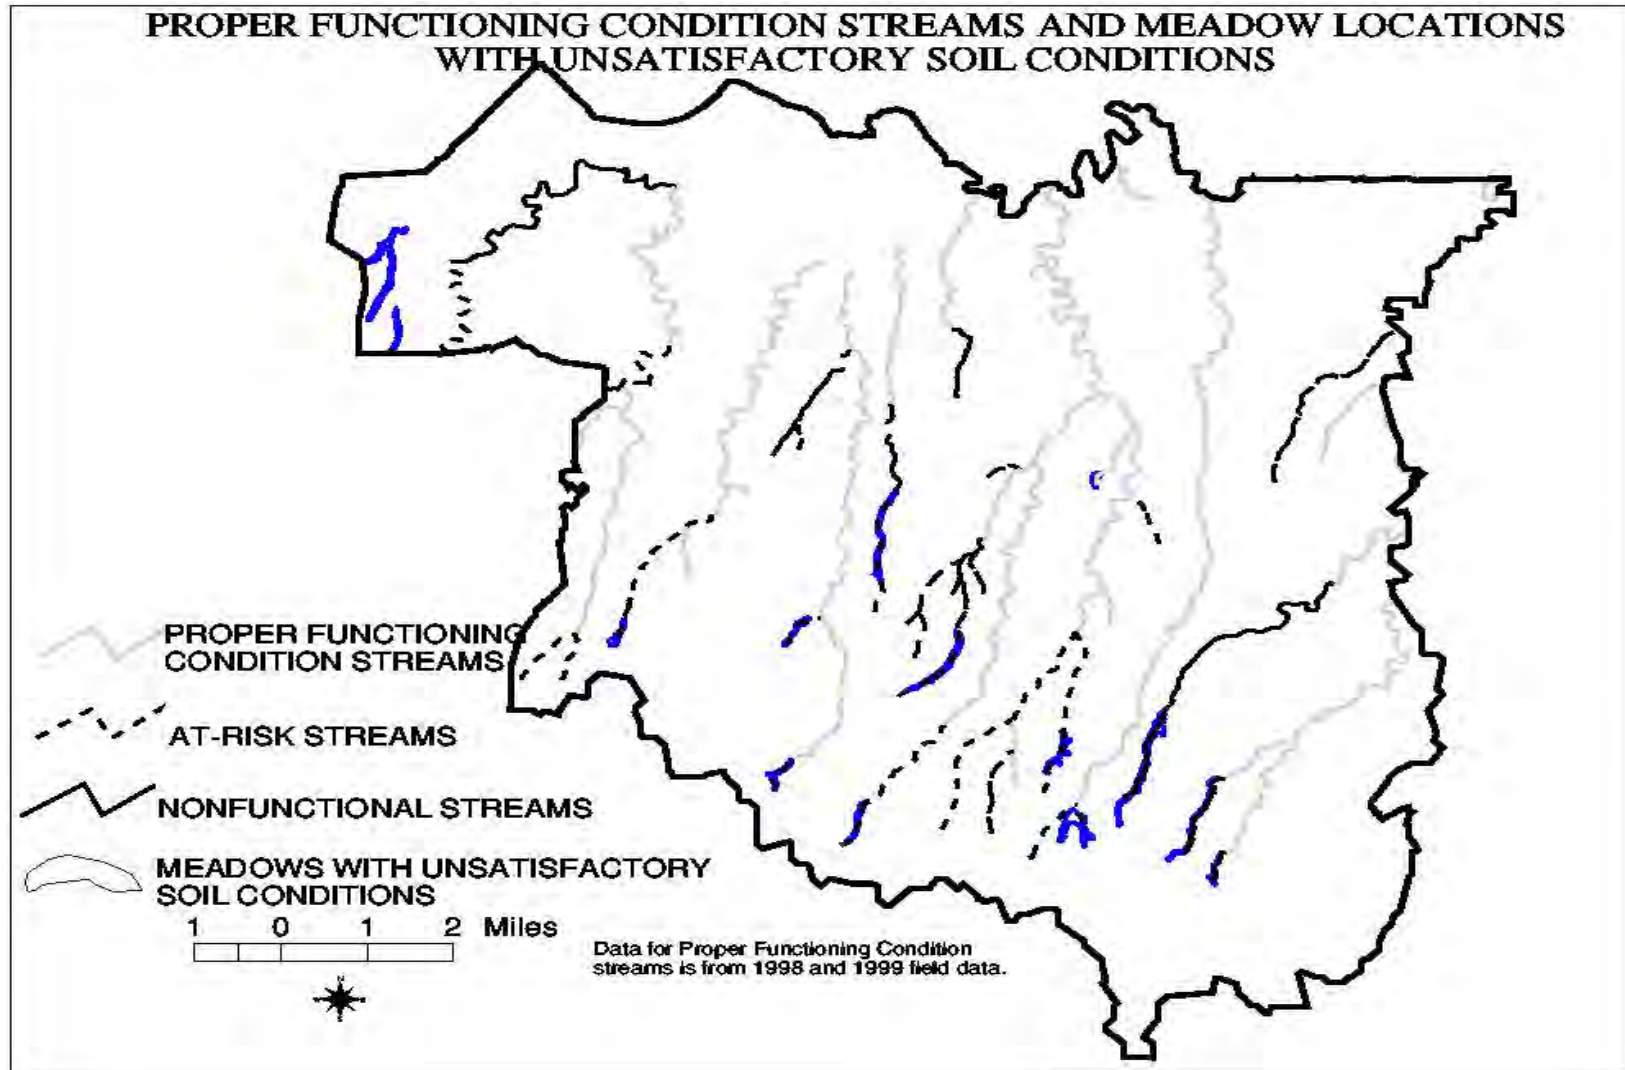 PROPER FUNCTIONING CONDITION STREAMS AND MEADOW LOCATIONS
WITH UNSATISFACTORY SOIL CONDITIONS
PROPER FUNCTIONING
CONDITION STREAMS
AT-RISK STREAMS
NONFUNCTIONAL STREAMS
MEADOWS WITH UNSATISFACTORY
SOIL CONDITIONS
1 0 1 2 Miles
Data for Proper Functioning Condition
streams is from 1998 and 1999 field data.
N